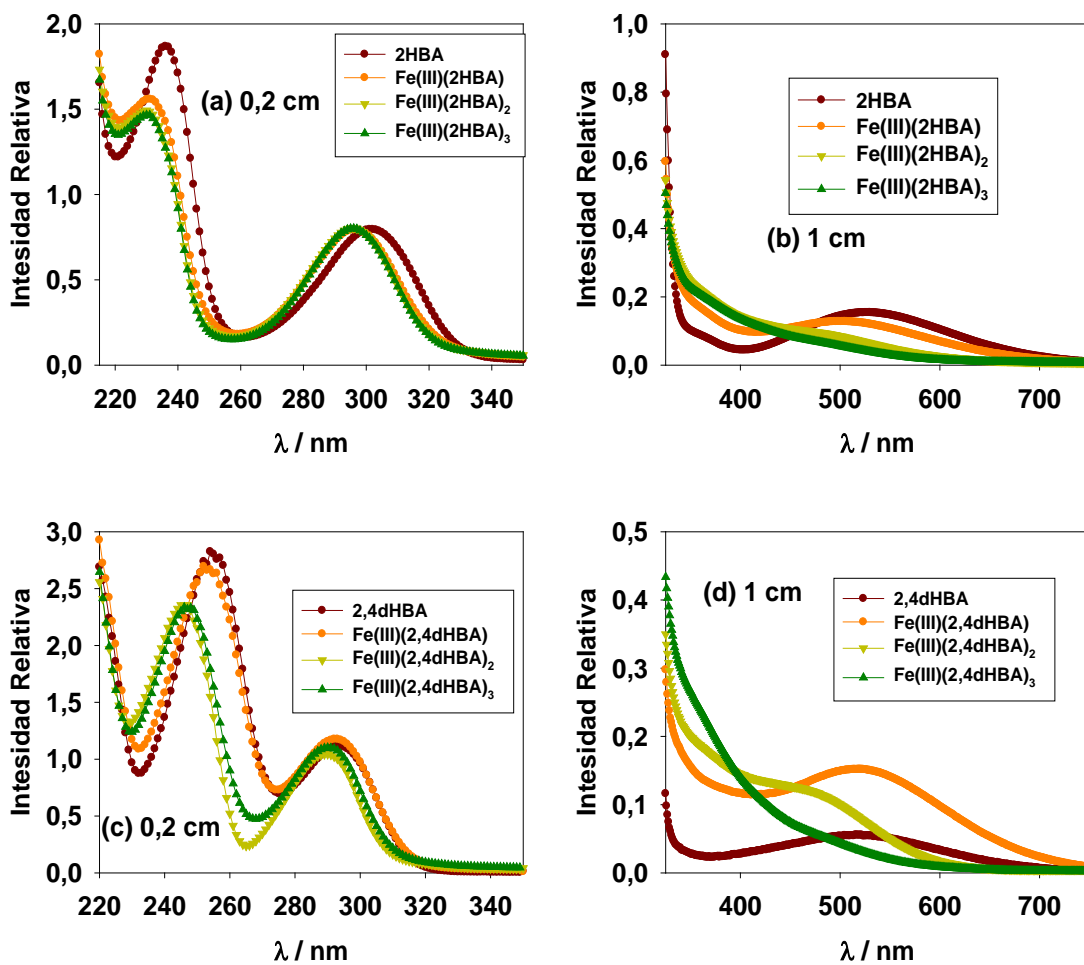 2,0
1,5
1,0
0,5
0,0
Intesidad Relativa
220 240 260 280 300 320 340
λ / nm
(a) 0,2 cm
2HBA
Fe(III)(2HBA)
Fe(III)(2HBA)₂
Fe(III)(2HBA)₃
1,0
0,8
0,6
0,4
0,2
0,0
Intesidad Relativa
400 500 600 700
λ / nm
(b) 1 cm
2HBA
Fe(III)(2HBA)
Fe(III)(2HBA)₂
Fe(III)(2HBA)₃
3,0
2,5
2,0
1,5
1,0
0,5
0,0
Intesidad Relativa
220 240 260 280 300 320 340
λ / nm
(c) 0,2 cm
2,4dHBA
Fe(III)(2,4dHBA)
Fe(III)(2,4dHBA)₂
Fe(III)(2,4dHBA)₃
0,5
0,4
0,3
0,2
0,1
0,0
Intesidad Relativa
400 500 600 700
λ / nm
(d) 1 cm
2,4dHBA
Fe(III)(2,4dHBA)
Fe(III)(2,4dHBA)₂
Fe(III)(2,4dHBA)₃